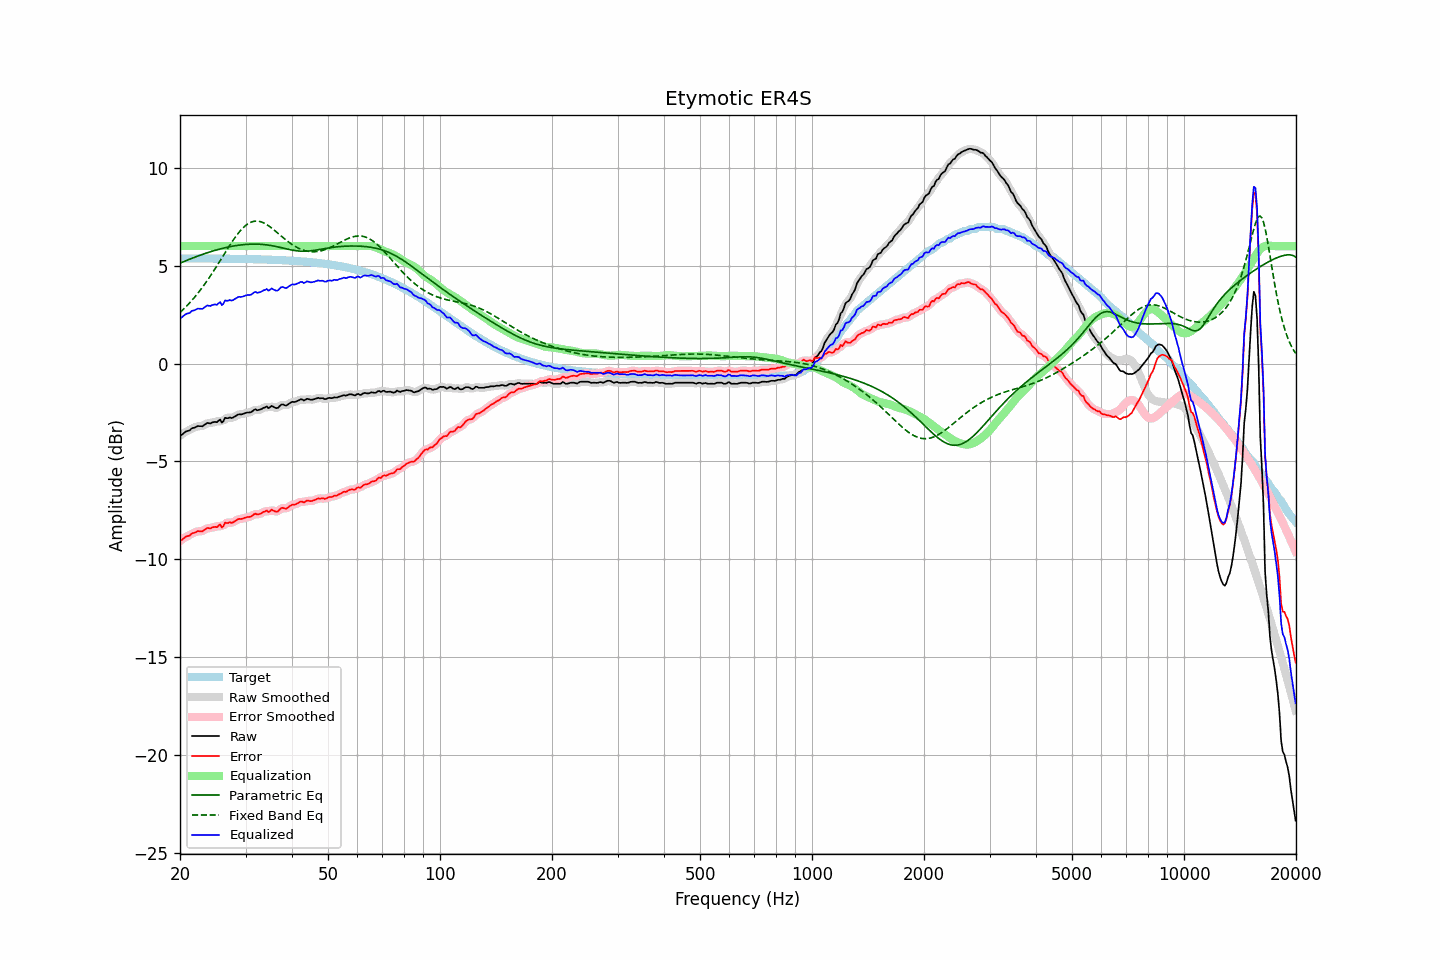 Etymotic ER4S
10
5
0
−5
−10
−15
−20
−25
Amplitude (dBr)
Target
Raw Smoothed
Error Smoothed
Raw
Error
Equalization
Parametric Eq
Fixed Band Eq
Equalized
20 50 100 200 500 1000 2000 5000 10000 20000
Frequency (Hz)